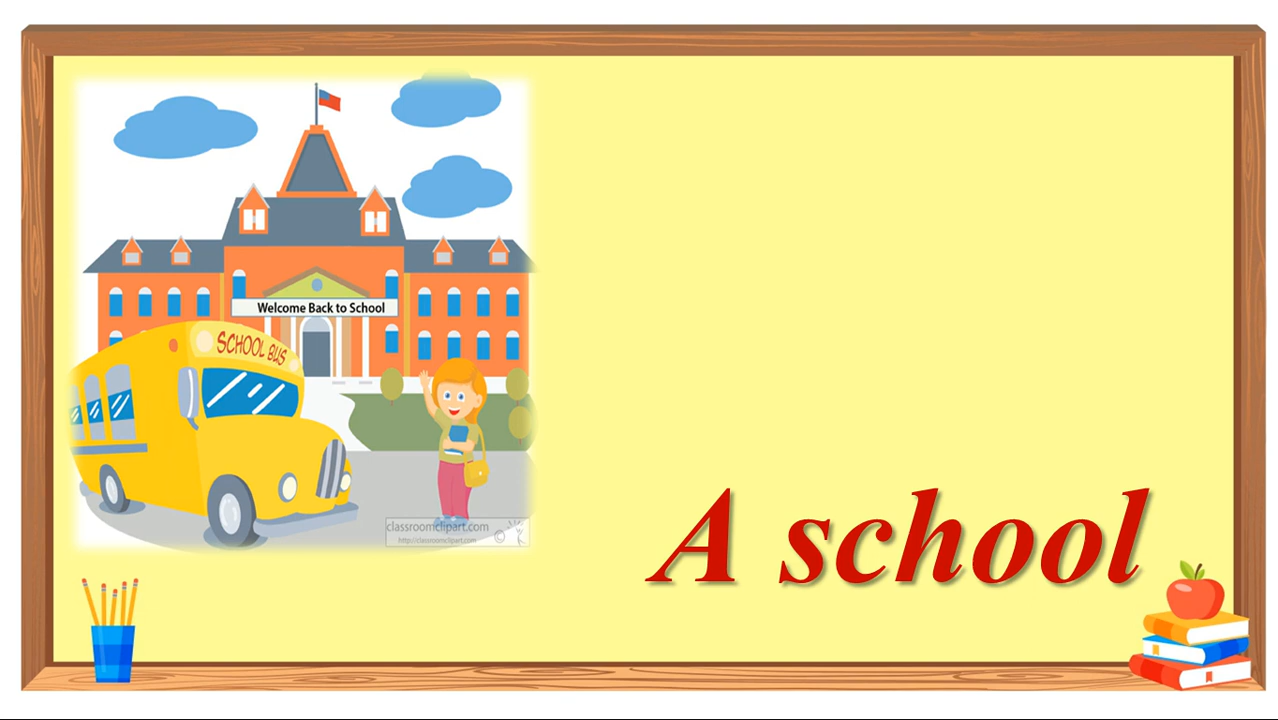 Welcome Back to School
SCHOOL BUS
classroomclipart.com
http://classroomclipart.com
©
A school